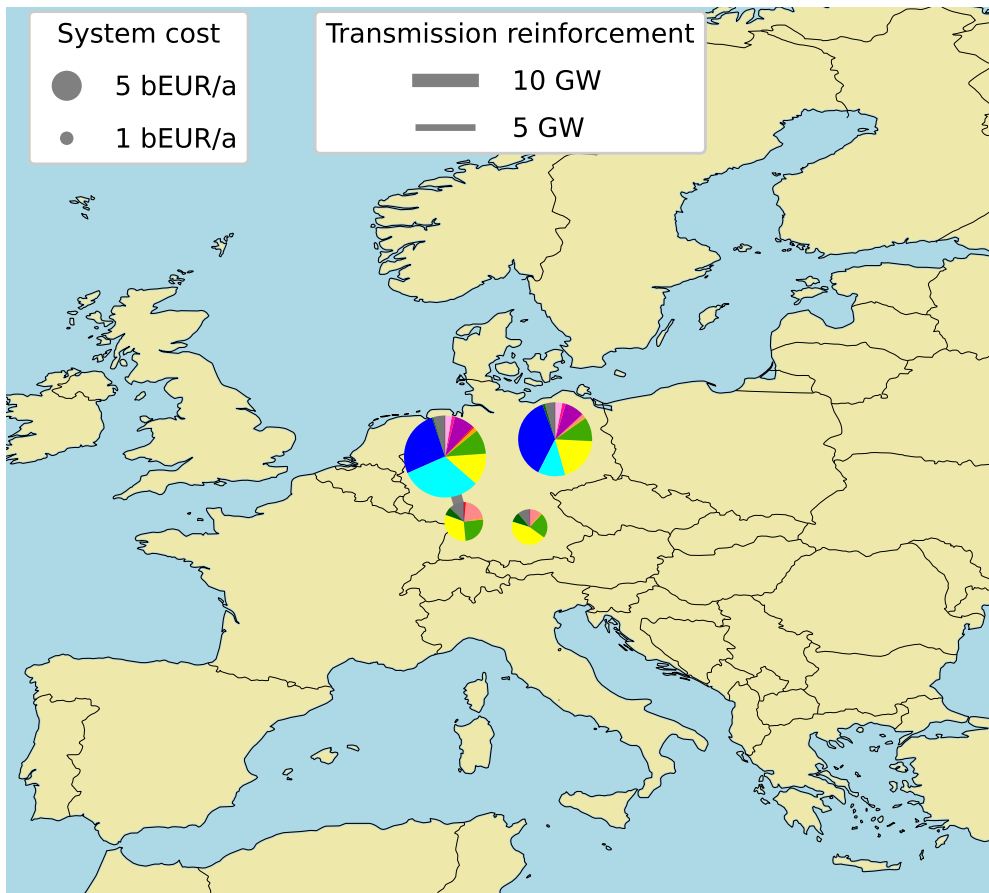 System cost
5 bEUR/a
1 bEUR/a
Transmission reinforcement
10 GW
5 GW